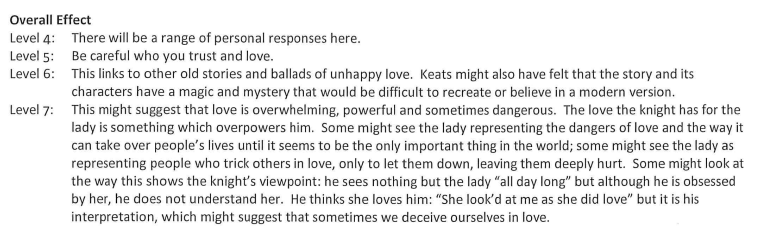 Overall Effect
Level 4: There will be a range of personal responses here.
Level 5: Be careful who you trust and love.
Level 6: This links to other old stories and ballads of unhappy love. Keats might also have felt that the story and its
characters have a magic and mystery that would be difficult to recreate or believe in a modern version.
Level 7: This might suggest that love is overwhelming, powerful and sometimes dangerous. The love the knight has for the
lady is something which overpowers him. Some might see the lady representing the dangers of love and the way it
can take over people's lives until it seems to be the only important thing in the world; some might see the lady as
representing people who trick others in love, only to let them down, leaving them deeply hurt. Some might look at
the way this shows the knight's viewpoint: he sees nothing but the lady "all day long" but although he is obsessed
by her, he does not understand her. He thinks she loves him: "She look'd at me as she did love" but it is his
interpretation, which might suggest that sometimes we deceive ourselves in love.